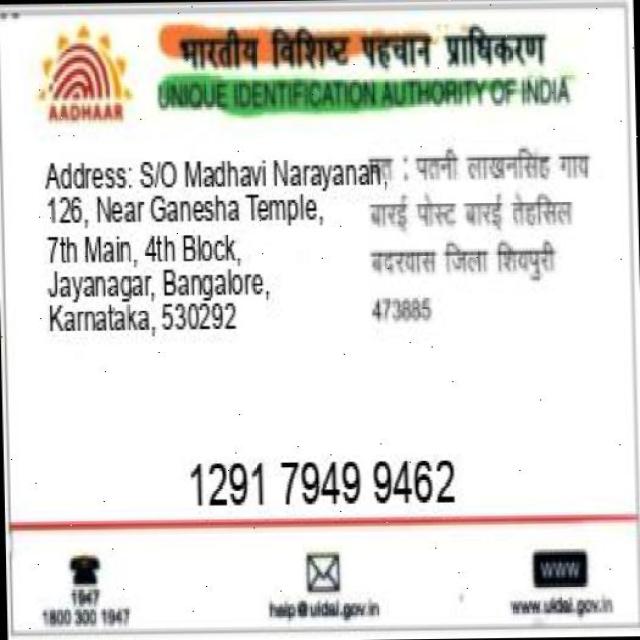 भारतीय विशिष्ट पहचान प्राधिकरण
UNIQUE IDENTIFICATION AUTHORITY OF INDIA
AADHAAR
Address: S/O Madhavi Narayanan,
126, Near Ganesha Temple,
7th Main, 4th Block,
Jayanagar, Bangalore,
Karnataka, 530292
: पतनी लाखनसिंह गाव
बारई पोस्ट बारई तेहसिल
बदरवास जिला शिवपुरी
473885
1291 7949 9462
1947
1800 300 1947
help@uidai.gov.in
WWW
www.uidai.gov.in